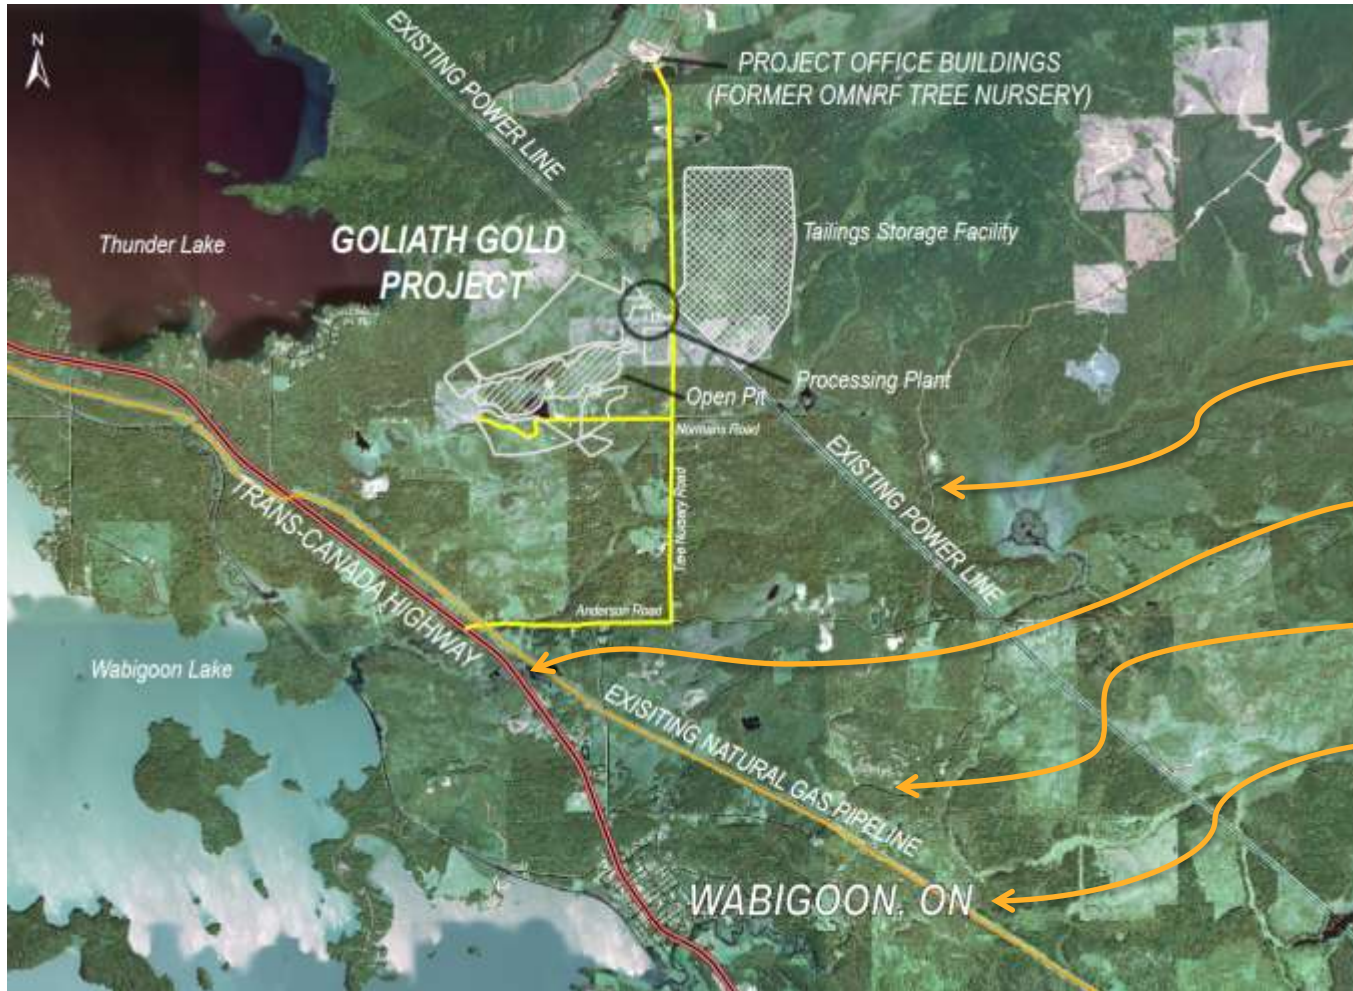 N
EXISTING POWER LINE
PROJECT OFFICE BUILDINGS
(FORMER OMNRF TREE NURSERY)
Thunder Lake
GOLIATH GOLD
PROJECT
Tailings Storage Facility
Processing Plant
Open Pit
Normans Road
EXISTING POWER LINE
TRANS-CANADA HIGHWAY
Tree Nursery Road
Anderson Road
Wabigoon Lake
EXISITING NATURAL GAS PIPELINE
WABIGOON, ON